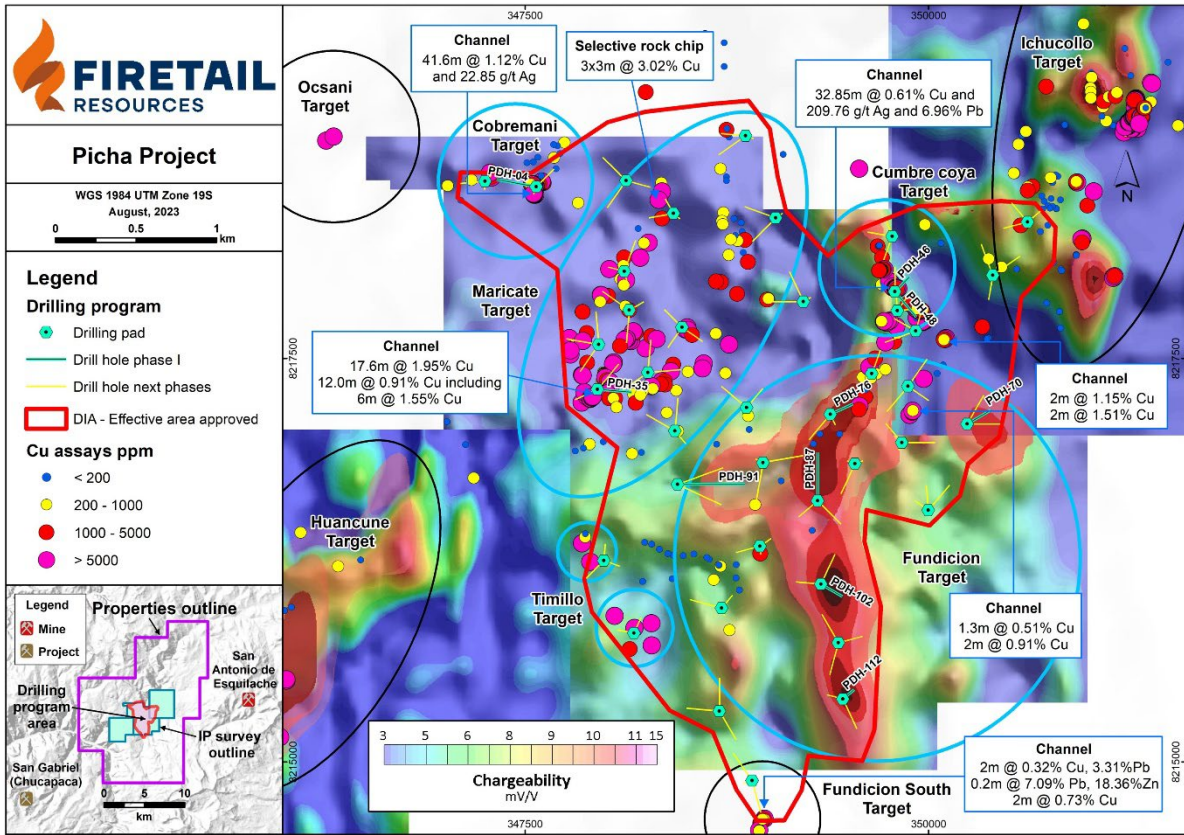 FIRETAIL
RESOURCES
Picha Project
WGS 1984 UTM Zone 19S
August, 2023
0 0.5 1
km
Legend
Drilling program
Drilling pad
Drill hole phase I
Drill hole next phases
DIA - Effective area approved
Cu assays ppm
< 200
200 - 1000
1000 - 5000
> 5000
Legend
Mine
Project
Properties outline
San
Antonio de
Esquilache
Drilling
program
area
IP survey
outline
San Gabriel
(Chucapaca)
0 5 10
km
347500
350000
Ocsani
Target
Channel
41.6m @ 1.12% Cu
and 22.85 g/t Ag
Selective rock chip
3x3m @ 3.02% Cu
Channel
32.85m @ 0.61% Cu and
209.76 g/t Ag and 6.96% Pb
Ichucollo
Target
Cobremani
Target
PDH-04
Cumbre coya
Target
N
PDH-46
PDH-48
Maricate
Target
8217500
8217500
Channel
17.6m @ 1.95% Cu
12.0m @ 0.91% Cu including
6m @ 1.55% Cu
PDH-35
PDH-76
PDH-70
Channel
2m @ 1.15% Cu
2m @ 1.51% Cu
PDH-87
PDH-91
Huancune
Target
Fundicion
Target
Timillo
Target
PDH-102
Channel
1.3m @ 0.51% Cu
2m @ 0.91% Cu
PDH-112
3 5 6 8 9 10 11 15
Chargeability
mV/V
8215000
8215000
Channel
2m @ 0.32% Cu, 3.31%Pb
0.2m @ 7.09% Pb, 18.36%Zn
2m @ 0.73% Cu
Fundicion South
Target
347500
350000